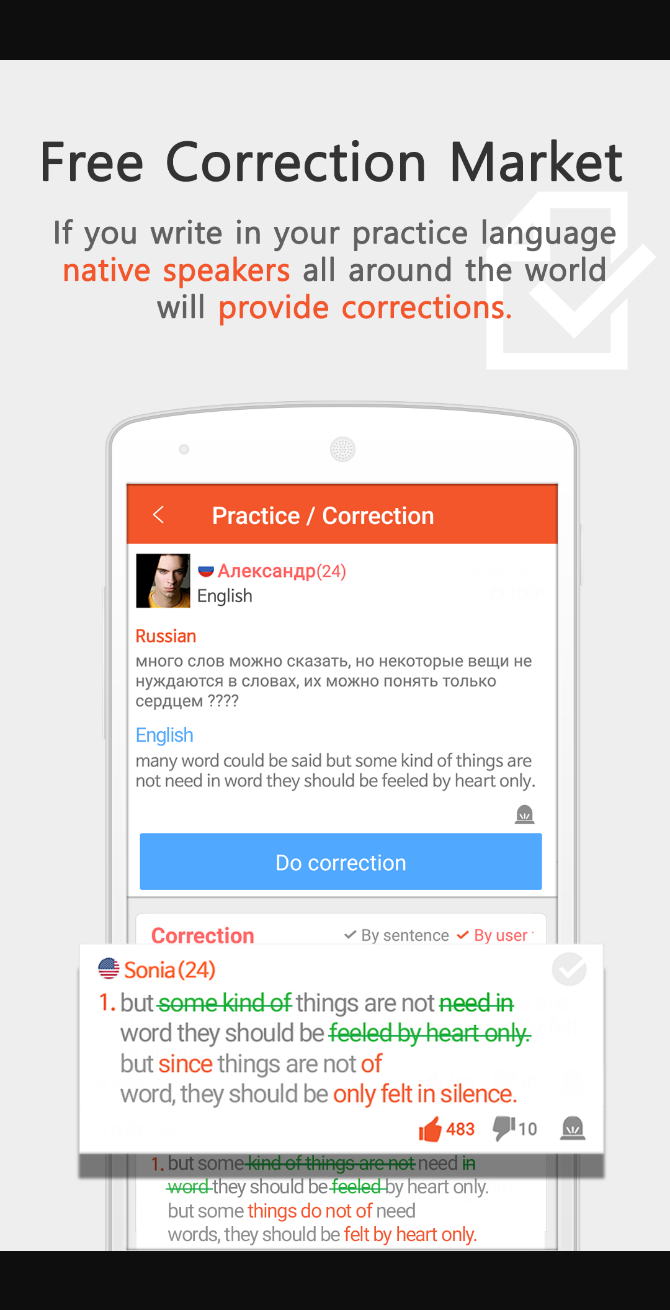 Free Correction Market
If you write in your practice language
native speakers all around the world
will provide corrections.
Practice / Correction
Александр(24)
English
Russian
много слов можно сказать, но некоторые вещи не
нуждаются в словах, их можно понять только
сердцем ????
English
many word could be said but some kind of things are
not need in word they should be feeled by heart only.
Do correction
Correction
By sentence
By user
Sonia(24)
1. but some kind of things are not need in
word they should be feeled by heart only.
but since things are not of
word, they should be only felt in silence.
483
10
1. but some kind of things are not need in
word they should be feeled by heart only.
but some things do not of need
words, they should be felt by heart only.